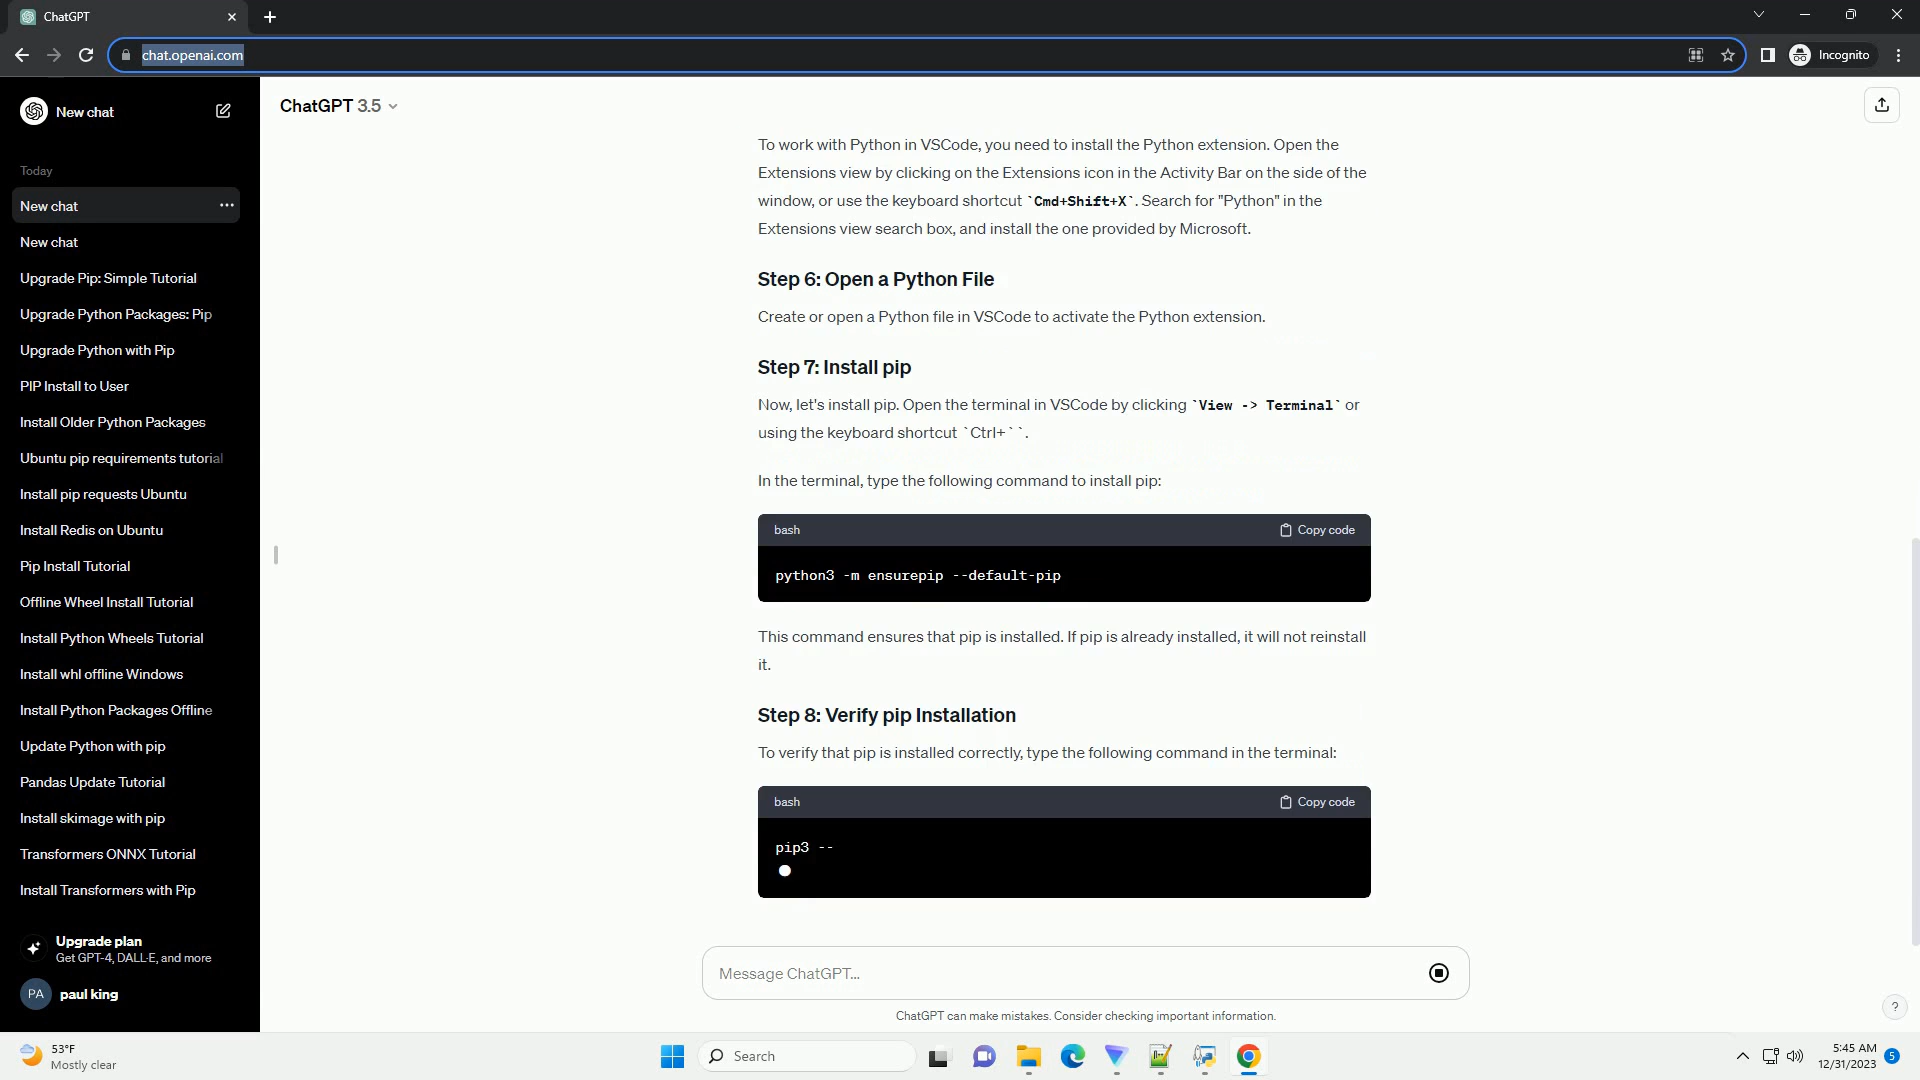 ChatGPT
chat.openai.com
Incognito
New chat
ChatGPT 3.5
Today
New chat
New chat
Upgrade Pip: Simple Tutorial
Upgrade Python Packages: Pip
Upgrade Python with Pip
PIP Install to User
Install Older Python Packages
Ubuntu pip requirements tutorial
Install pip requests Ubuntu
Install Redis on Ubuntu
Pip Install Tutorial
Offline Wheel Install Tutorial
Install Python Wheels Tutorial
Install whl offline Windows
Install Python Packages Offline
Update Python with pip
Pandas Update Tutorial
Install skimage with pip
Transformers ONNX Tutorial
Install Transformers with Pip
Upgrade plan
Get GPT-4, DALL·E, and more
PA paul king
To work with Python in VSCode, you need to install the Python extension. Open the
Extensions view by clicking on the Extensions icon in the Activity Bar on the side of the
window, or use the keyboard shortcut `Cmd+Shift+X`. Search for "Python" in the
Extensions view search box, and install the one provided by Microsoft.
Step 6: Open a Python File
Create or open a Python file in VSCode to activate the Python extension.
Step 7: Install pip
Now, let's install pip. Open the terminal in VSCode by clicking `View -> Terminal` or
using the keyboard shortcut `Ctrl+``.
In the terminal, type the following command to install pip:
bash Copy code
python3 -m ensurepip --default-pip
This command ensures that pip is installed. If pip is already installed, it will not reinstall
it.
Step 8: Verify pip Installation
To verify that pip is installed correctly, type the following command in the terminal:
bash Copy code
pip3 --
Message ChatGPT...
ChatGPT can make mistakes. Consider checking important information.
?
53°F
Mostly clear
Search
5:45 AM
12/31/2023
5